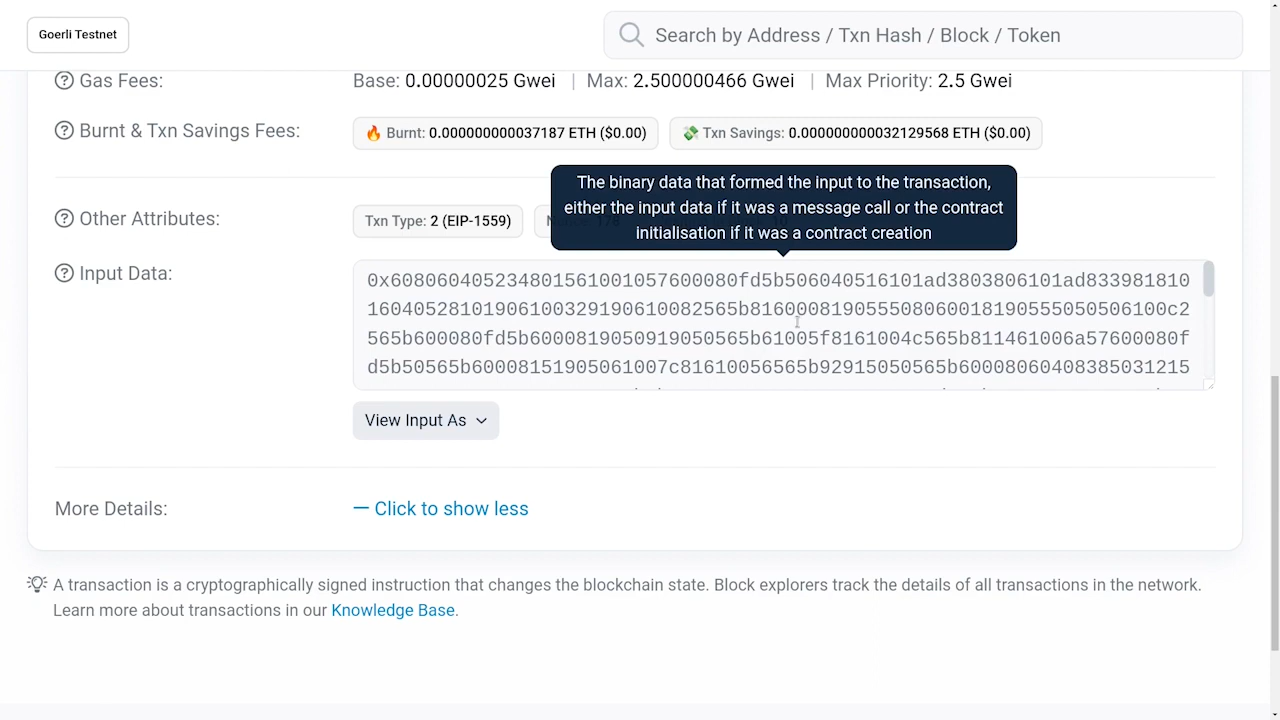 Goerli Testnet
Search by Address / Txn Hash / Block / Token
Gas Fees:
Base: 0.00000025 Gwei | Max: 2.500000466 Gwei | Max Priority: 2.5 Gwei
Burnt & Txn Savings Fees:
🔥 Burnt: 0.000000000037187 ETH ($0.00)
💸 Txn Savings: 0.000000000032129568 ETH ($0.00)
The binary data that formed the input to the transaction,
either the input data if it was a message call or the contract
initialisation if it was a contract creation
Other Attributes:
Txn Type: 2 (EIP-1559)
Input Data:
0x608060405234801561001057600080fd5b506040516101ad3803806101ad833981810
16040528101906100329190610082565b8160008190555080600181905550505061 00c2
565b600080fd5b6000819050919050565b61005f8161004c565b811461006a57600080f
d5b50565b60008151905061007c81610056565b92915050565b60008060408385031215
View Input As
More Details:
— Click to show less
A transaction is a cryptographically signed instruction that changes the blockchain state. Block explorers track the details of all transactions in the network.
Learn more about transactions in our Knowledge Base.